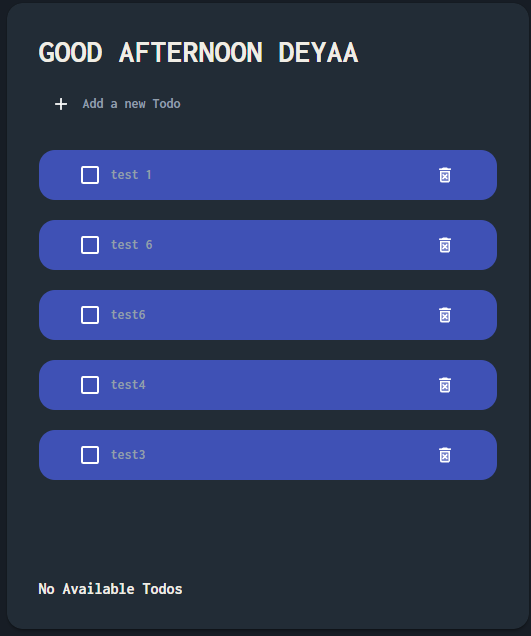 GOOD AFTERNOON DEYAA
Add a new Todo
test 1
test 6
test6
test4
test3
No Available Todos